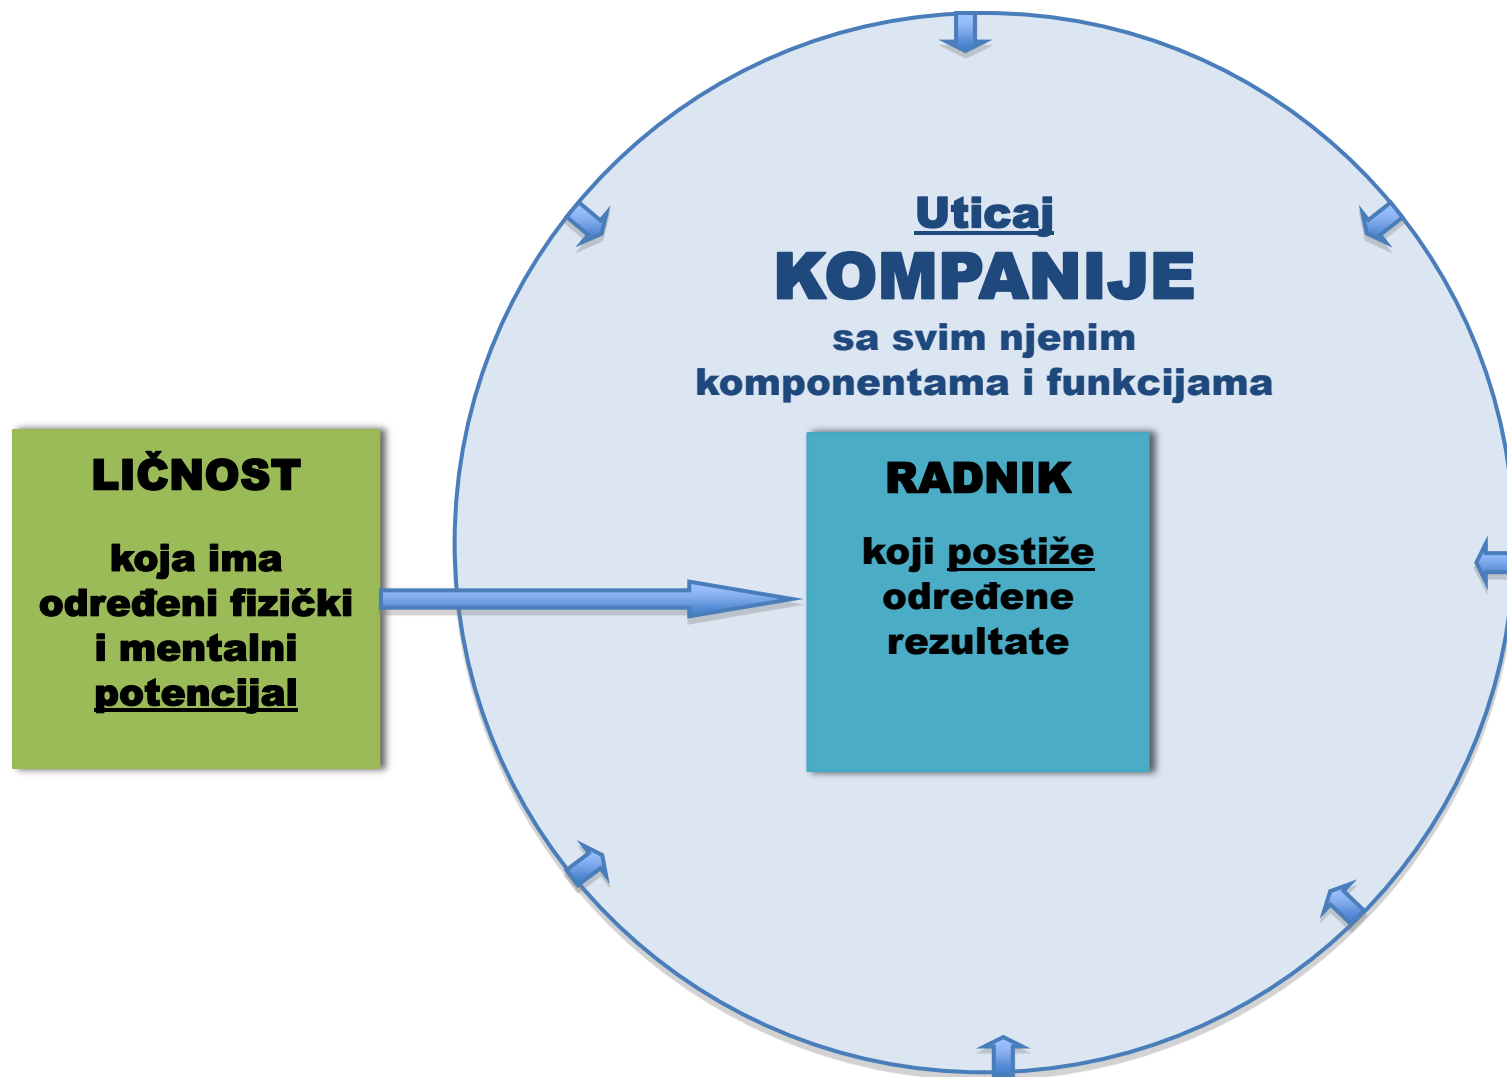 Uticaj
KOMPANIJE
sa svim njenim
komponentama i funkcijama
LIČNOST
koja ima
određeni fizički
i mentalni
potencijal
RADNIK
koji postiže
određene
rezultate